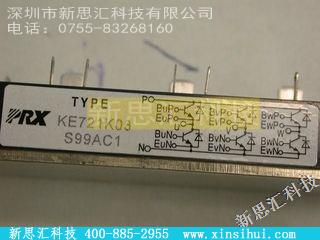 深圳市新思汇科技有限公司
电话：0755-83268160
TYPE
PO
PRX
KE721K03
S99AC1
BuPo
EuPo
U
BuNo
EuNo
NO
BvPo
EvPo
V
BvNo
EvNo
BwPo
EwPo
W
BwNo
EwNo
新思汇科技
新思汇科技 400-885-2955
www.xinsihui.com